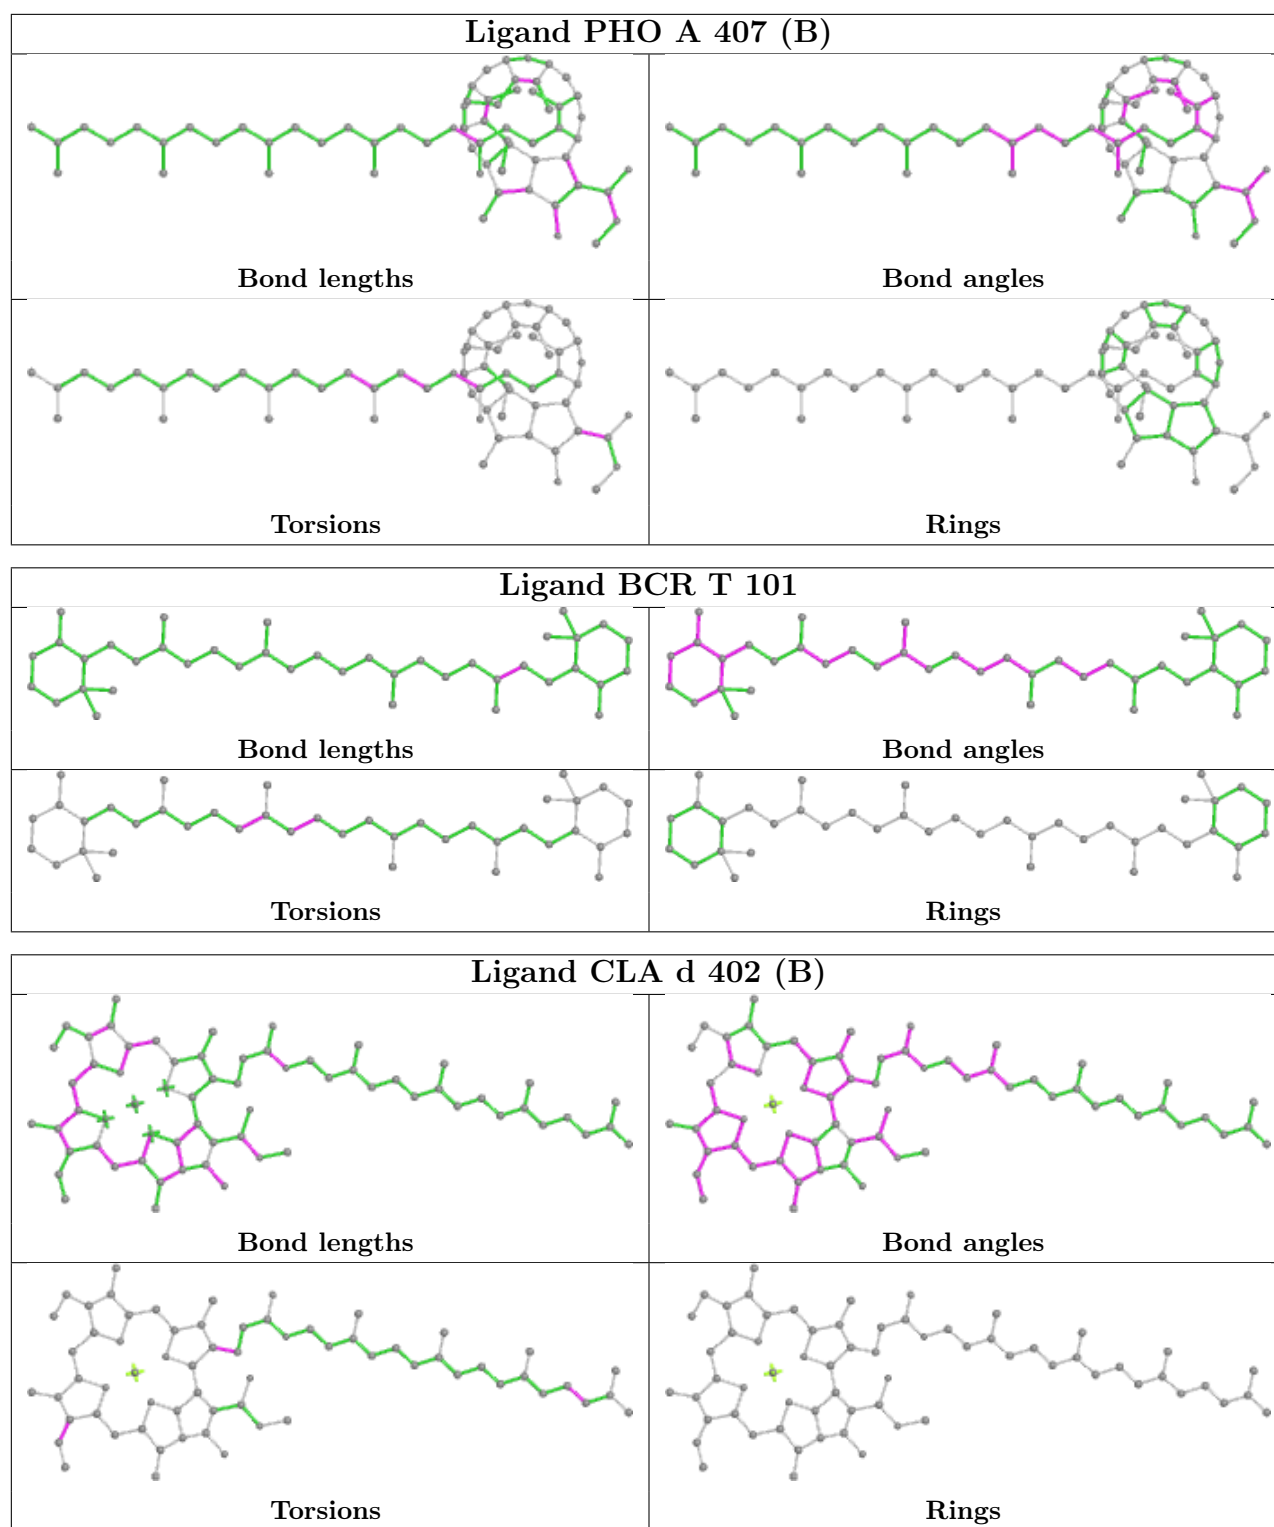 Ligand PHO A 407 (B)
Bond lengths
Bond angles
Torsions
Rings
Ligand BCR T 101
Bond lengths
Bond angles
Torsions
Rings
Ligand CLA d 402 (B)
Bond lengths
Bond angles
Torsions
Rings